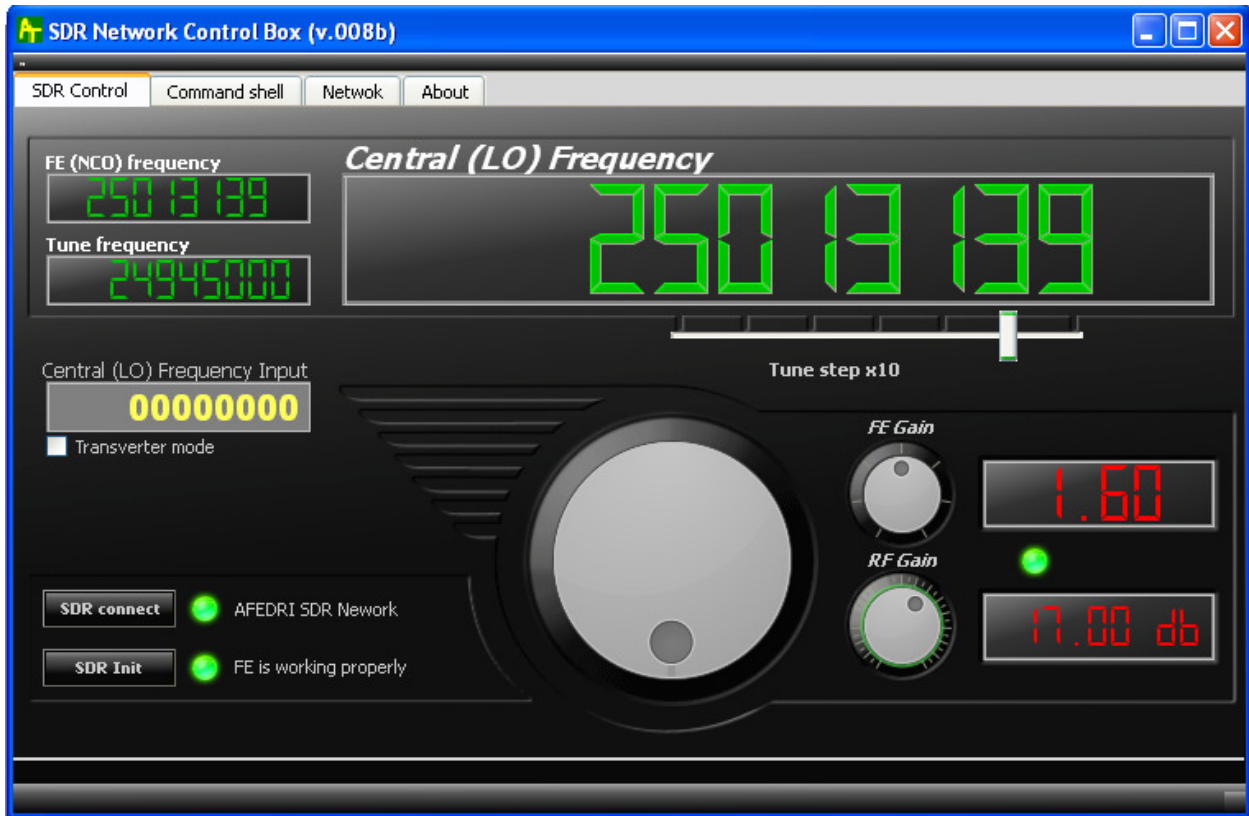 SDR Network Control Box (v.008b)
SDR Control Command shell Netwok About
FE (NCO) frequency
25013139
Central (LO) Frequency
25013139
Tune frequency
24945000
Tune step x10
Central (LO) Frequency Input
00000000
Transverter mode
FE Gain
1.60
RF Gain
17.00 db
SDR connect AFEDRI SDR Nework
SDR Init FE is working properly